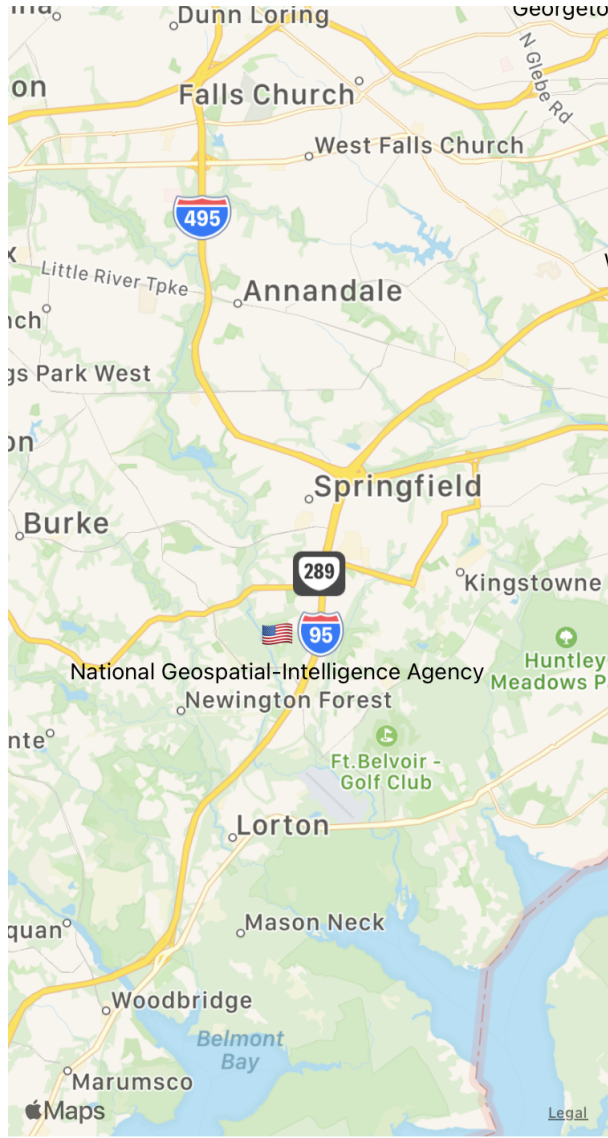 Dunn Loring
Georgeto
on
Falls Church
N Glebe Rd
West Falls Church
495
x
Little River Tpke
Annandale
nch
gs Park West
on
Springfield
Burke
289
Kingstowne
95
National Geospatial-Intelligence Agency
Huntley
Meadows P
Newington Forest
nte
Ft.Belvoir -
Golf Club
Lorton
quan
Mason Neck
Woodbridge
Belmont
Bay
Marumsco
Maps
Legal